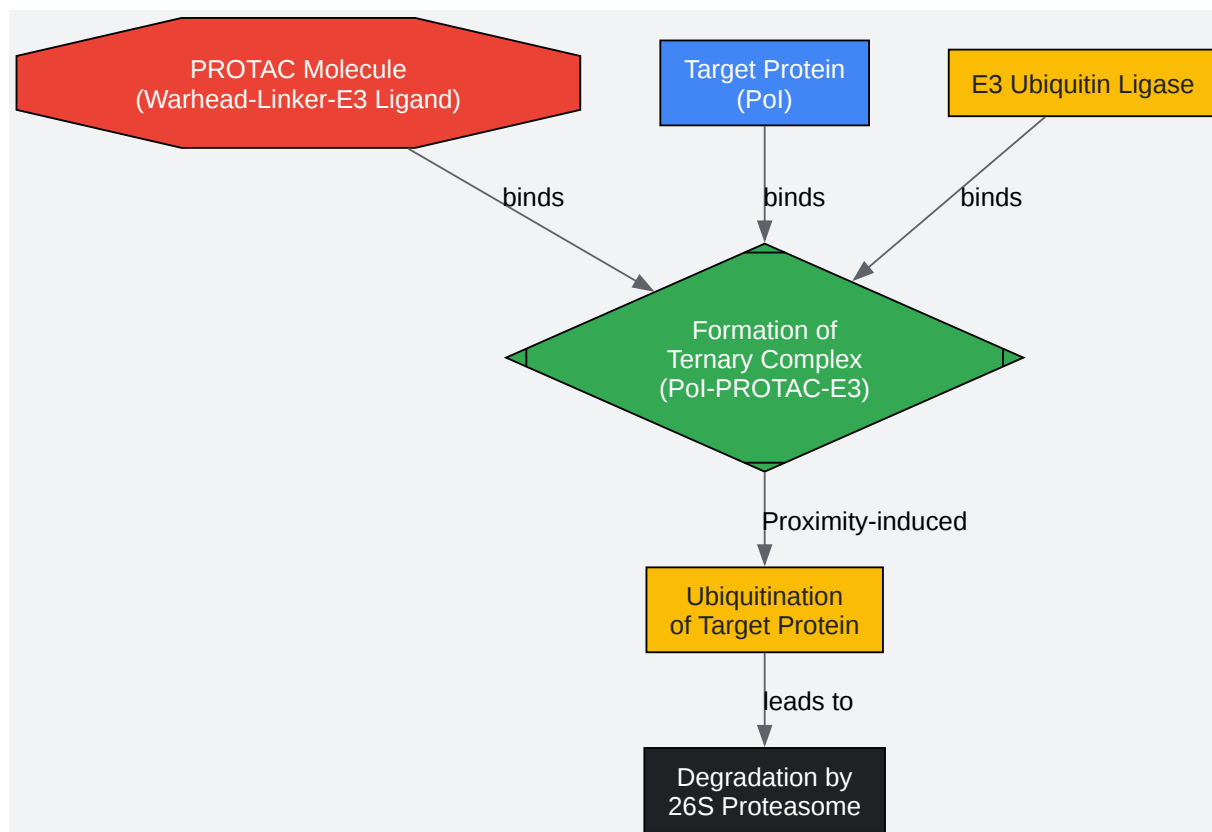 PROTAC Molecule
(Warhead-Linker-E3 Ligand)
Target Protein
(PoI)
E3 Ubiquitin Ligase
binds
binds
binds
Formation of
Ternary Complex
(PoI-PROTAC-E3)
Proximity-induced
Ubiquitination
of Target Protein
leads to
Degradation by
26S Proteasome